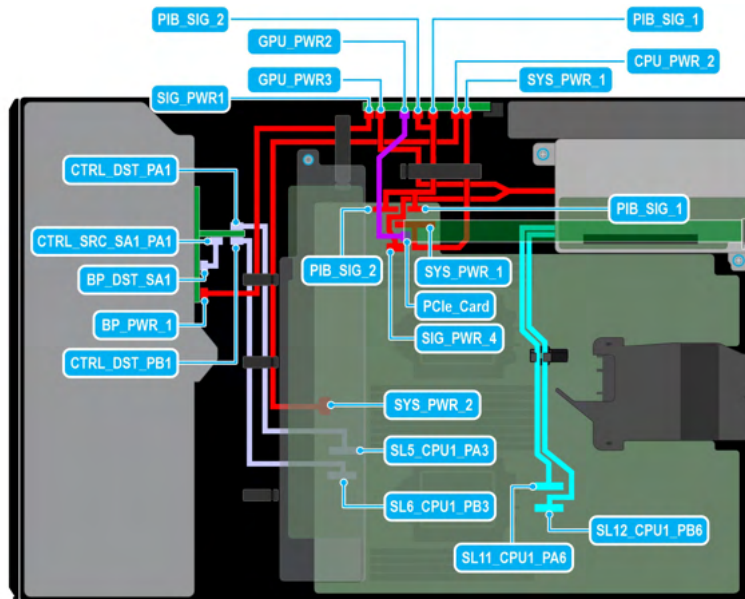 PIB_SIG_2
PIB_SIG_1
GPU_PWR2
CPU_PWR_2
GPU_PWR3
SYS_PWR_1
SIG_PWR1
CTRL_DST_PA1
PIB_SIG_1
CTRL_SRC_SA1_PA1
PIB_SIG_2
SYS_PWR_1
BP_DST_SA1
PCIe_Card
BP_PWR_1
SIG_PWR_4
CTRL_DST_PB1
SYS_PWR_2
SL5_CPU1_PA3
SL6_CPU1_PB3
SL12_CPU1_PB6
SL11_CPU1_PA6